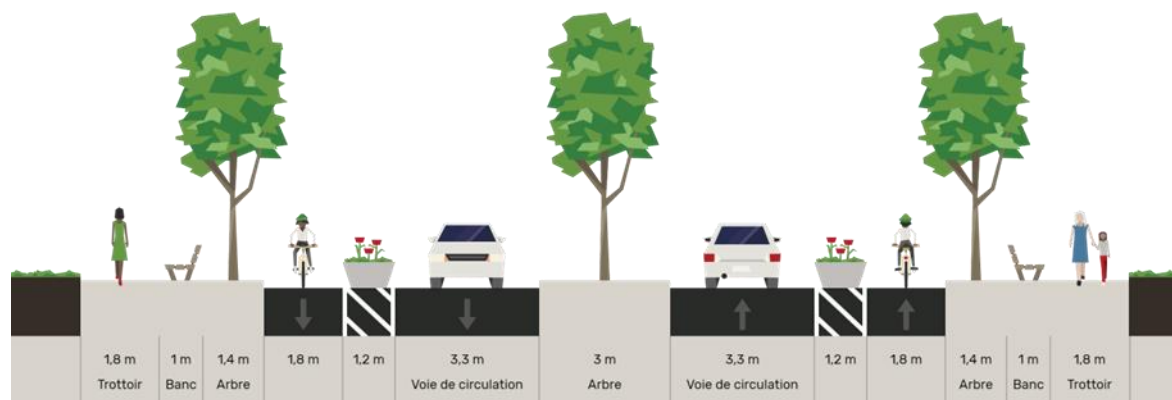 1,8 m 1 m 1,4 m 1,8 m 1,2 m 3,3 m 3 m 3,3 m 1,2 m 1,8 m 1,4 m 1 m 1,8 m
Trottoir Banc Arbre Voie de circulation Arbre Voie de circulation Arbre Banc Trottoir